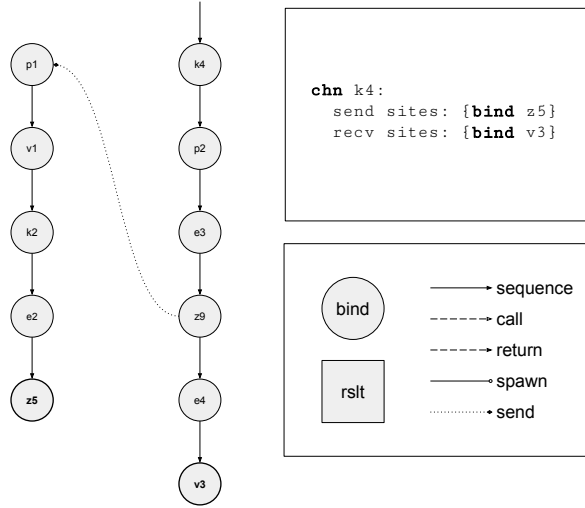 p1
v1
k2
e2
z5
k4
p2
e3
z9
e4
v3
chn k4:
send sites: {bind z5}
recv sites: {bind v3}
bind
rslt
sequence
call
return
spawn
send